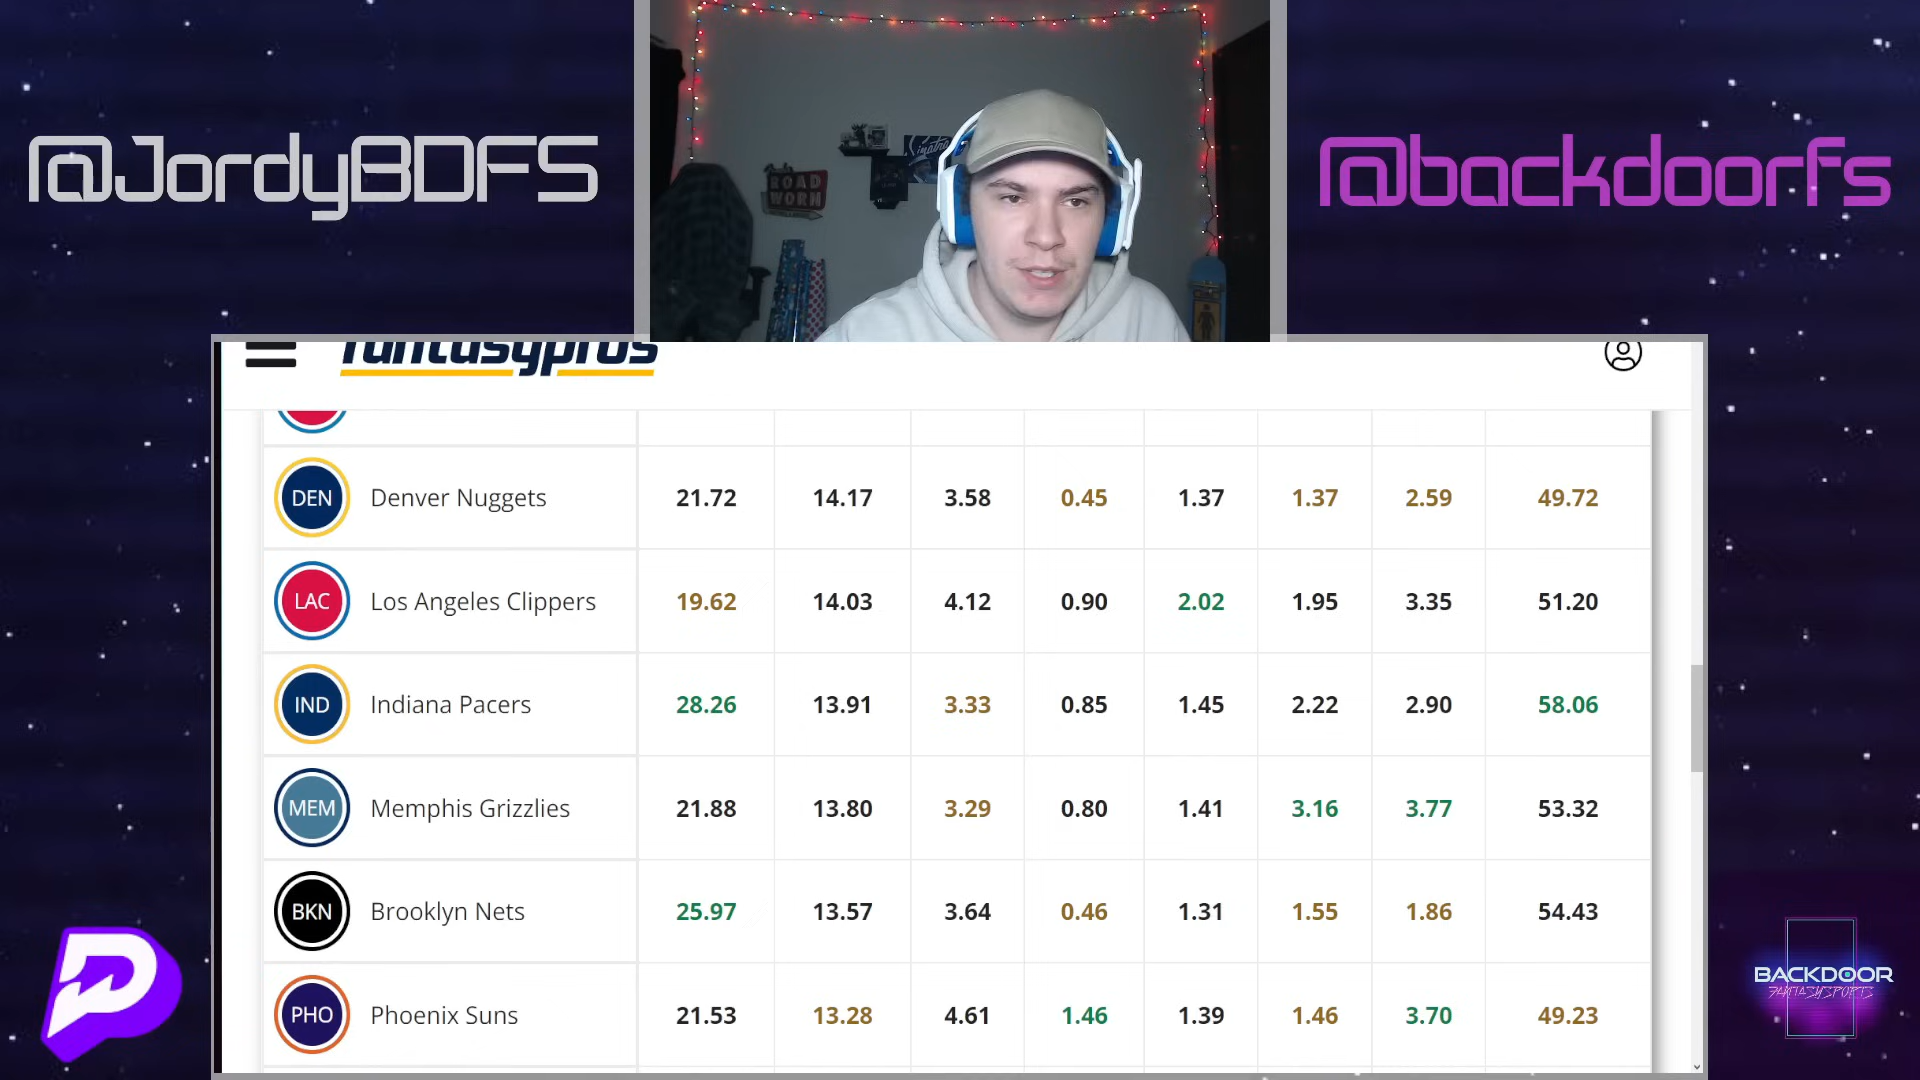 @JordyBDFS
@backdoorfs
Sinatra
ROAD
WORN
fantasypros
DEN Denver Nuggets 21.72 14.17 3.58 0.45 1.37 1.37 2.59 49.72
LAC Los Angeles Clippers 19.62 14.03 4.12 0.90 2.02 1.95 3.35 51.20
IND Indiana Pacers 28.26 13.91 3.33 0.85 1.45 2.22 2.90 58.06
MEM Memphis Grizzlies 21.88 13.80 3.29 0.80 1.41 3.16 3.77 53.32
BKN Brooklyn Nets 25.97 13.57 3.64 0.46 1.31 1.55 1.86 54.43
PHO Phoenix Suns 21.53 13.28 4.61 1.46 1.39 1.46 3.70 49.23
BACKDOOR
FANTASYSPORTS